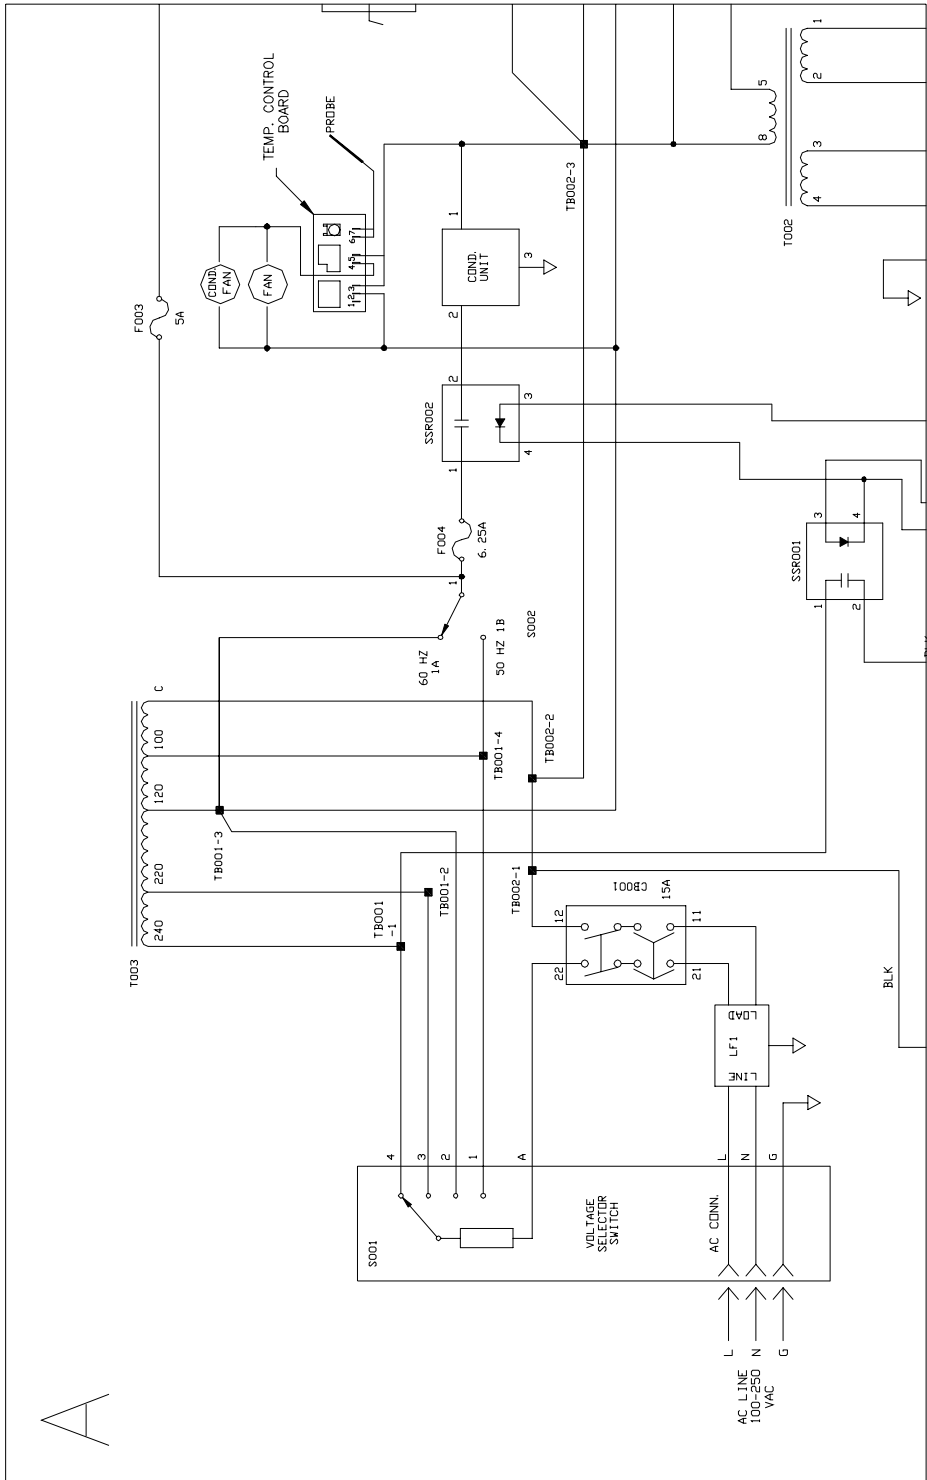 A
AC LINE
100-250
VAC
L
N
G
S001
VOLTAGE
SELECTOR
SWITCH
AC CONN.
4
3
2
1
A
L
N
G
LINE
LF1
LOAD
BLK
T003
240
220
120
100
C
TB001
-1
TB001-2
TB001-3
TB001-4
TB002-1
TB002-2
22
12
21
11
CB001
15A
60 HZ
1A
50 HZ 1B
S002
1
F004
6.25A
F003
5A
SSR002
1
2
3
4
SSR001
1
2
3
4
COND.
UNIT
2
1
3
COND.
FAN
FAN
TEMP. CONTROL
BOARD
PROBE
1
2
3
4
5
6
7
TB002-3
T002
8
5
4
3
2
1